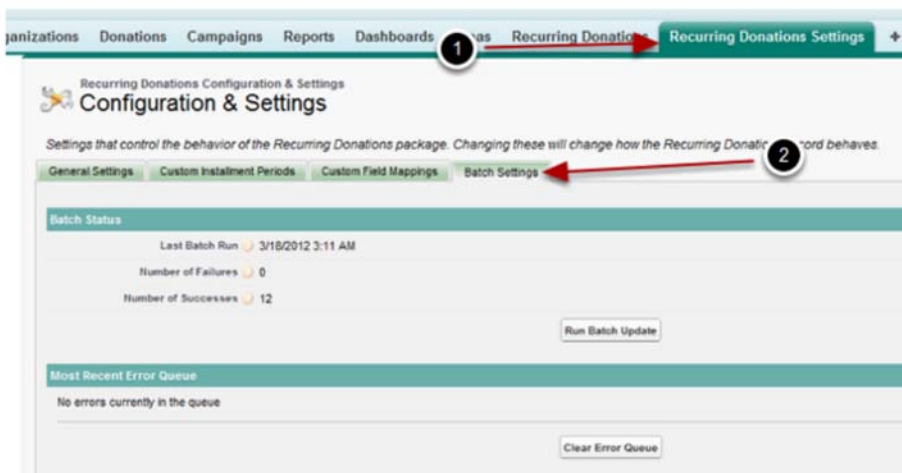 Donations Campaigns Reports Dashboards Recurring Donations Recurring Donations Settings +
1
Recurring Donations Configuration & Settings
Configuration & Settings
Settings that control the behavior of the Recurring Donations package. Changing these will change how the Recurring behaves.
2
General Settings Custom Installment Periods Custom Field Mappings Batch Settings
Batch Status
Last Batch Run 3/18/2012 3:11 AM
Number of Failures 0
Number of Successes 12
Run Batch Update
Most Recent Error Queue
No errors currently in the queue
Clear Error Queue